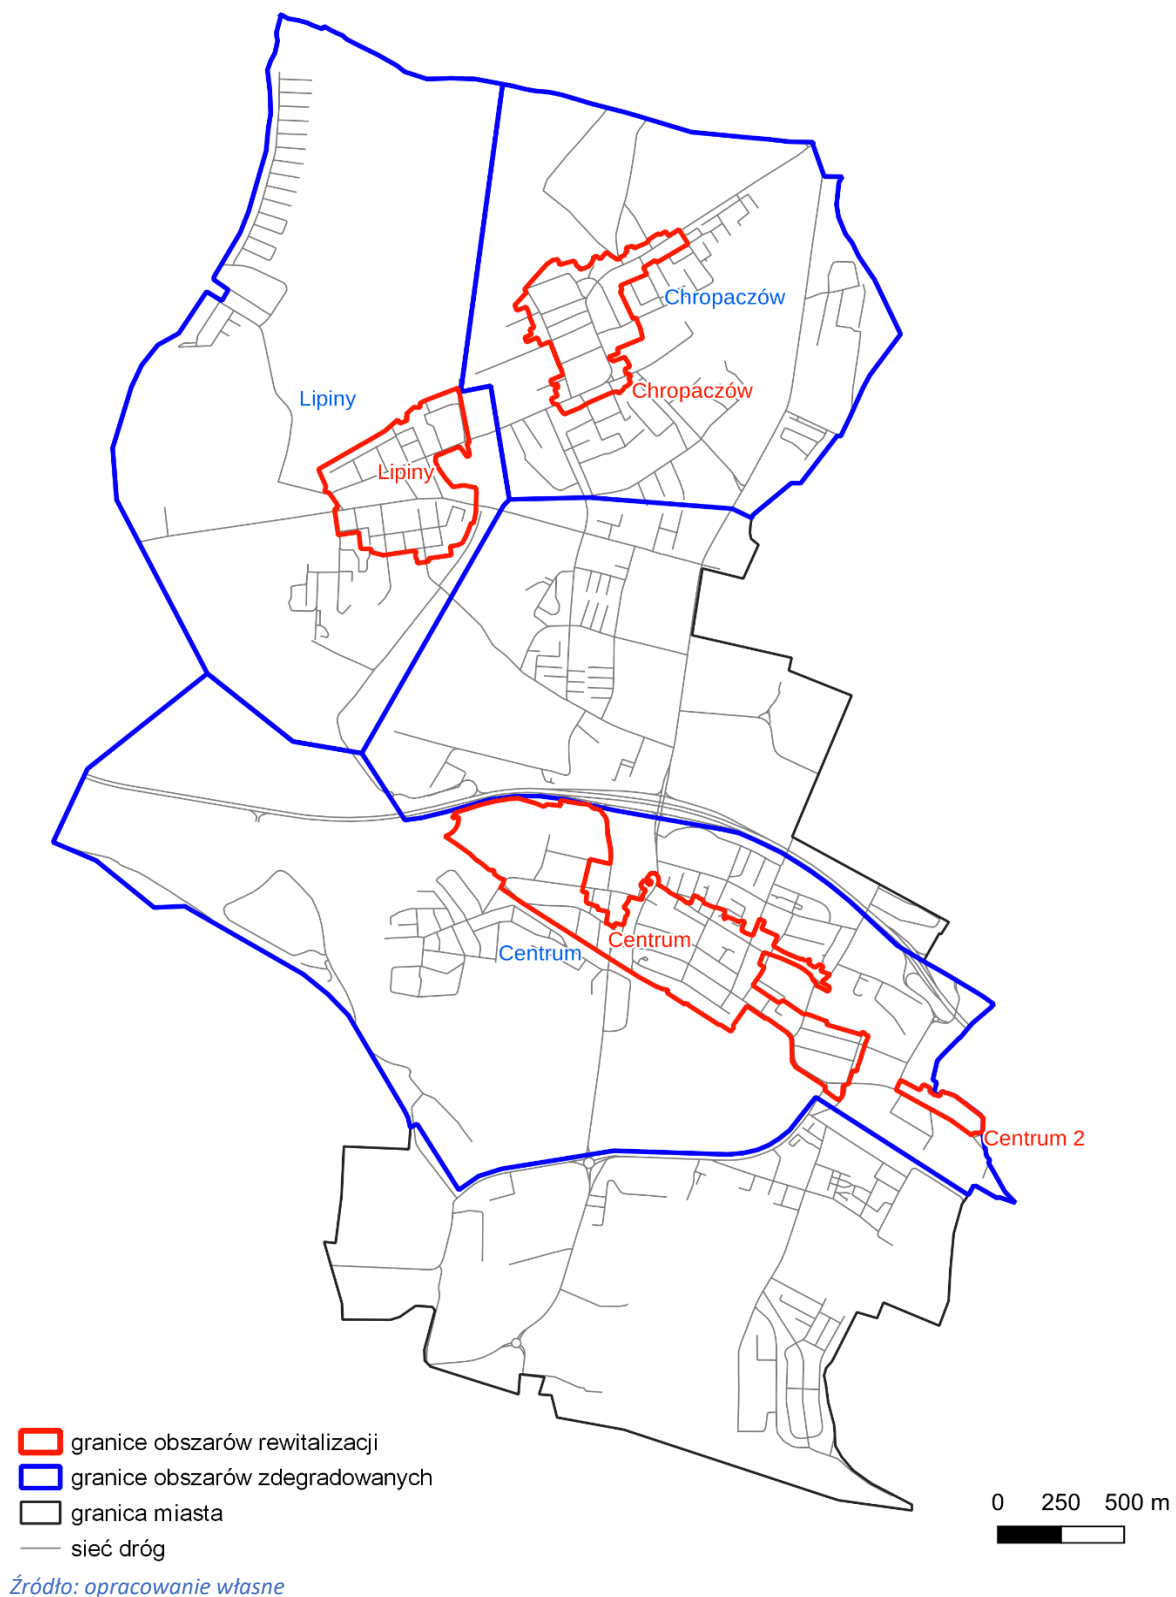 Chropaczów
Chropaczów
Lipiny
Lipiny
Centrum
Centrum
Centrum 2
granice obszarów rewitalizacji
granice obszarów zdegradowanych
granica miasta
sieć dróg
0 250 500 m
Źródło: opracowanie własne